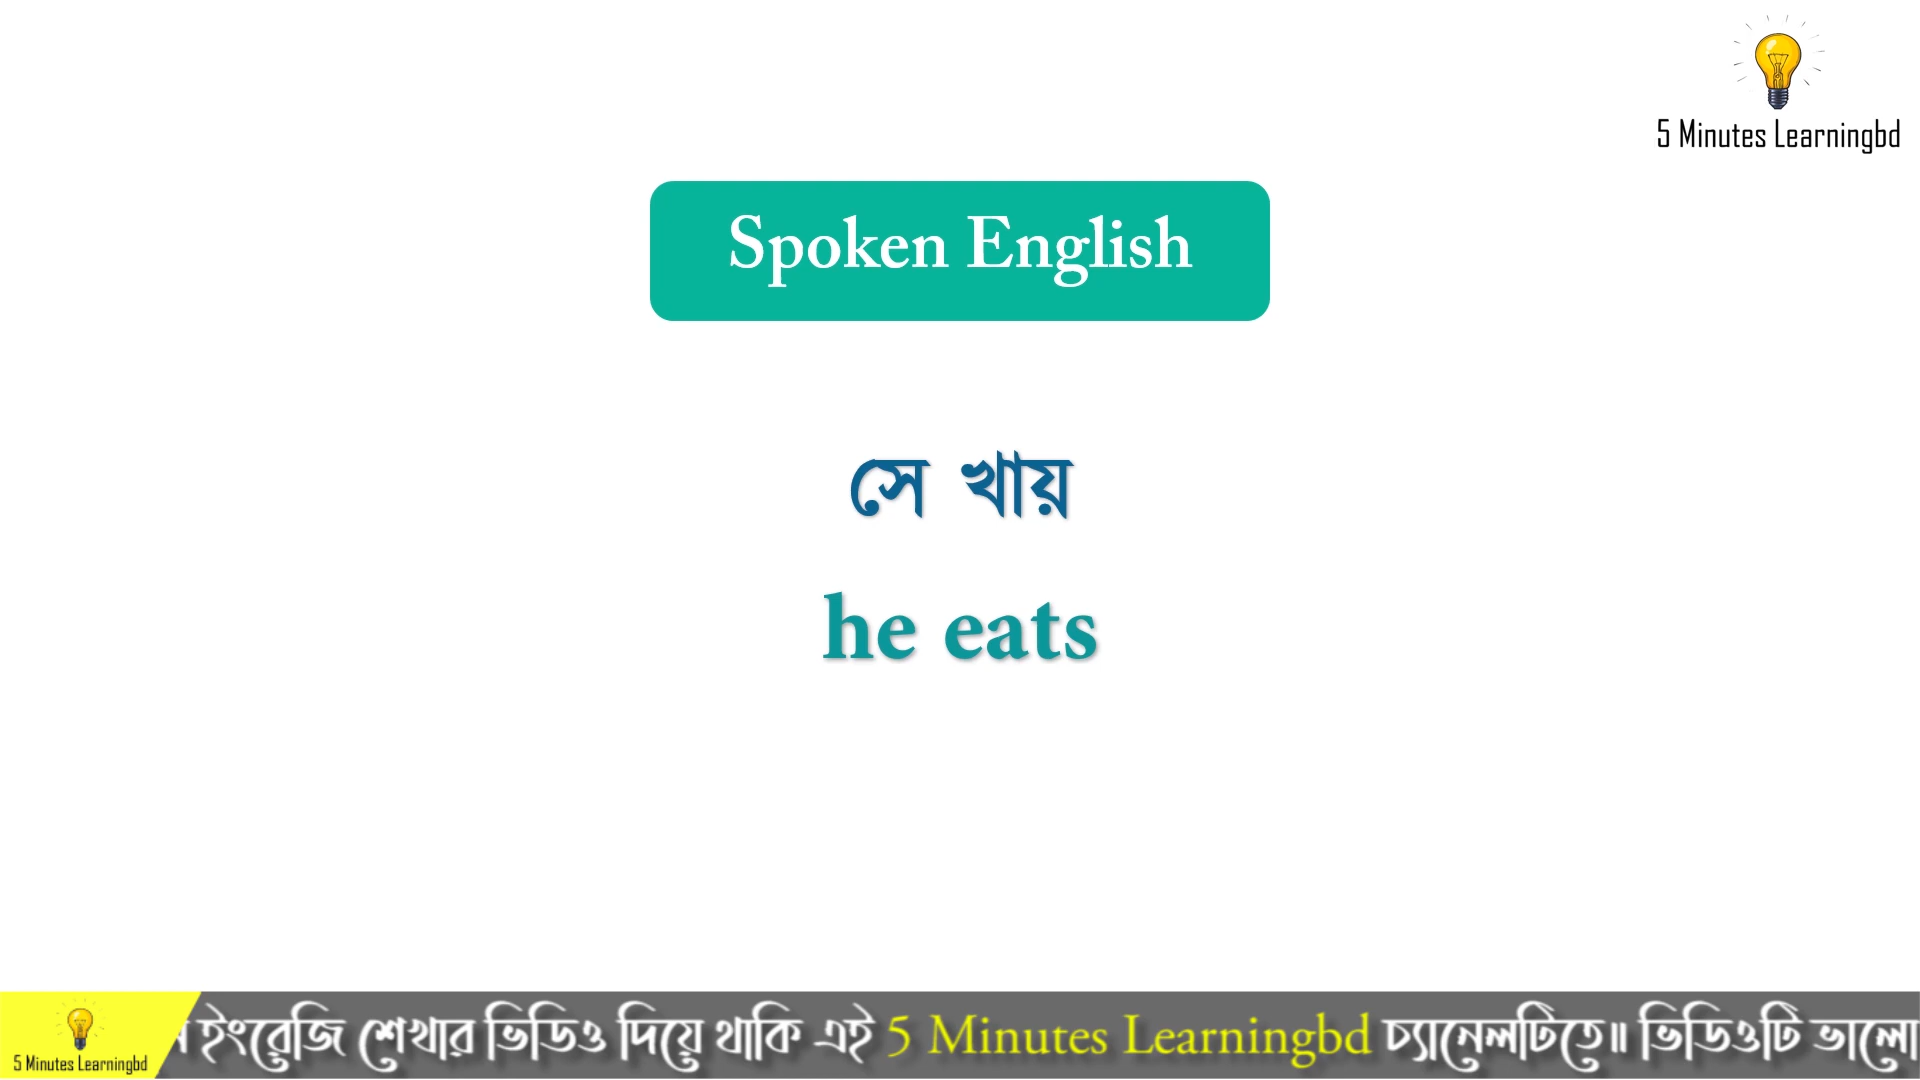 5 Minutes Learningbd
Spoken English
সে খায়
he eats
5 Minutes Learningbd
ইংরেজি শেখার ভিডিও দিয়ে থাকি এই 5 Minutes Learningbd চ্যানেলটিতে॥ ভিডিওটি ভালো